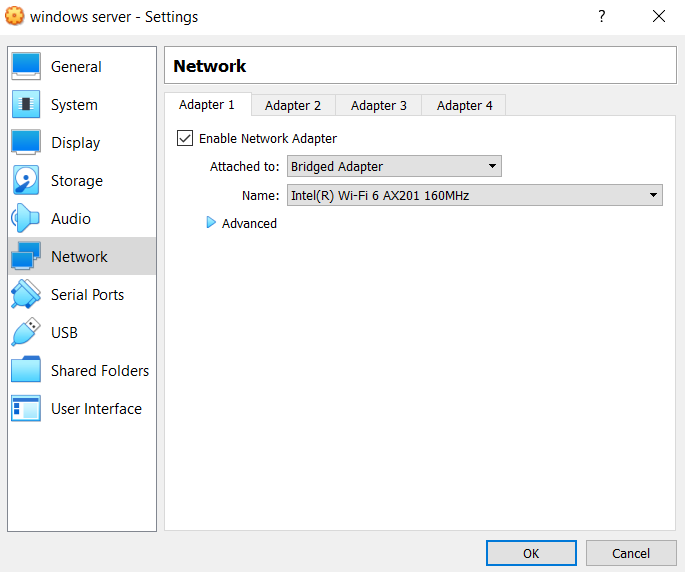 windows server - Settings
?
General
System
Display
Storage
Audio
Network
Serial Ports
USB
Shared Folders
User Interface
Network
Adapter 1 Adapter 2 Adapter 3 Adapter 4
Enable Network Adapter
Attached to: Bridged Adapter
Name: Intel(R) Wi-Fi 6 AX201 160MHz
Advanced
OK Cancel